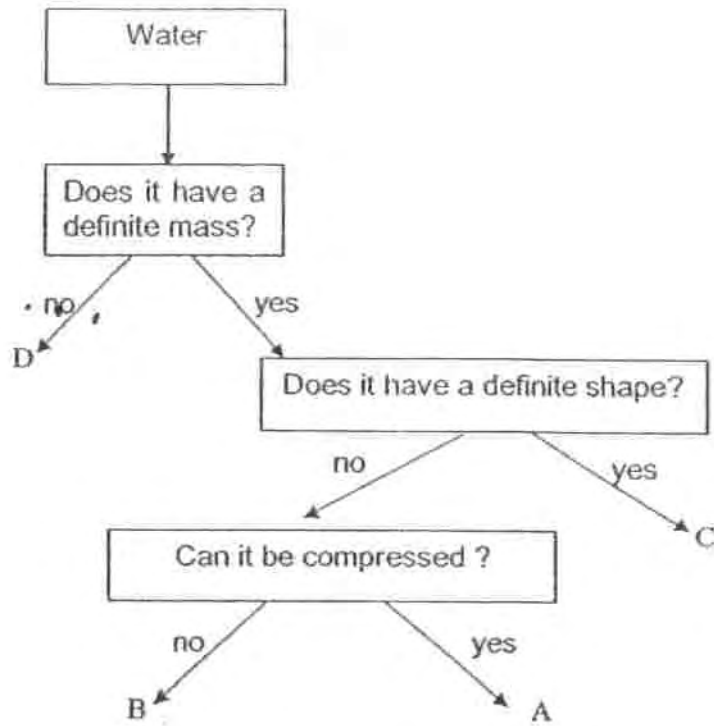 Water
Does it have a
definite mass?
no
yes
D
Does it have a definite shape?
no
yes
C
Can it be compressed ?
no
yes
B
A